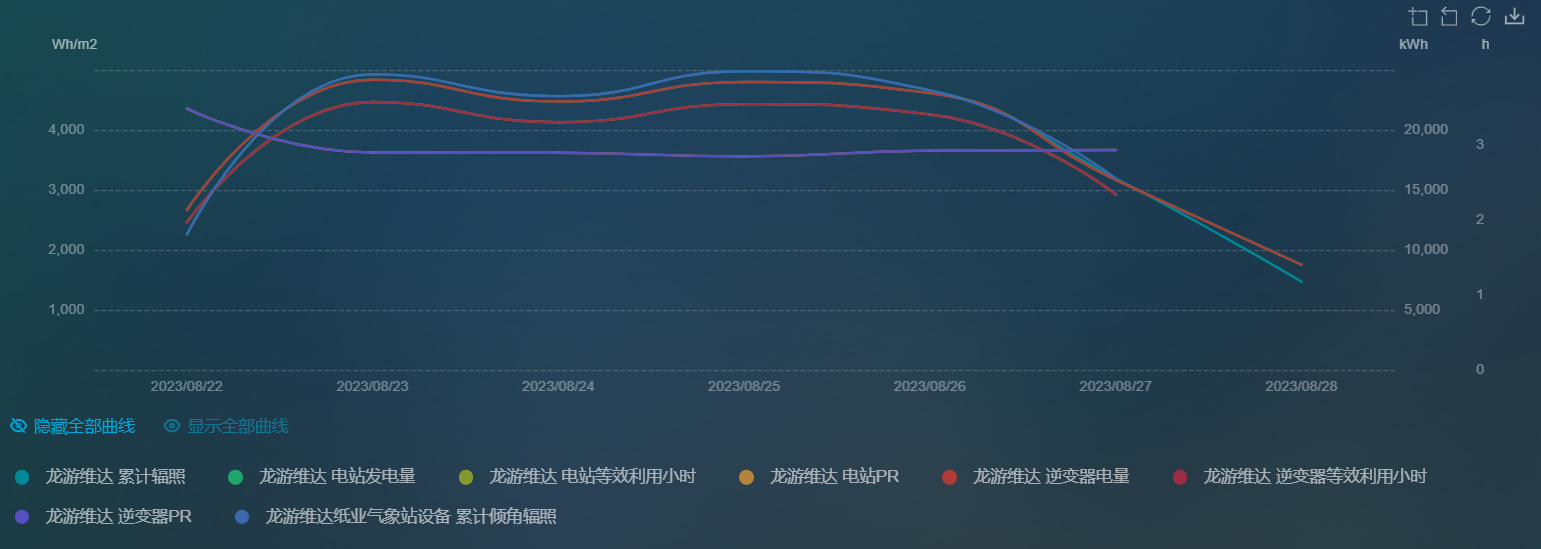 Wh/m2 kWh h
4,000 20,000 3
3,000 15,000 2
2,000 10,000 1
1,000 5,000 0
2023/08/22 2023/08/23 2023/08/24 2023/08/25 2023/08/26 2023/08/27 2023/08/28
隐藏全部曲线 显示全部曲线
龙游维达 累计辐照 龙游维达 电站发电量 龙游维达 电站等效利用小时 龙游维达 电站PR 龙游维达 逆变器电量 龙游维达 逆变器等效利用小时
龙游维达 逆变器PR 龙游维达纸业气象站设备 累计倾角辐照